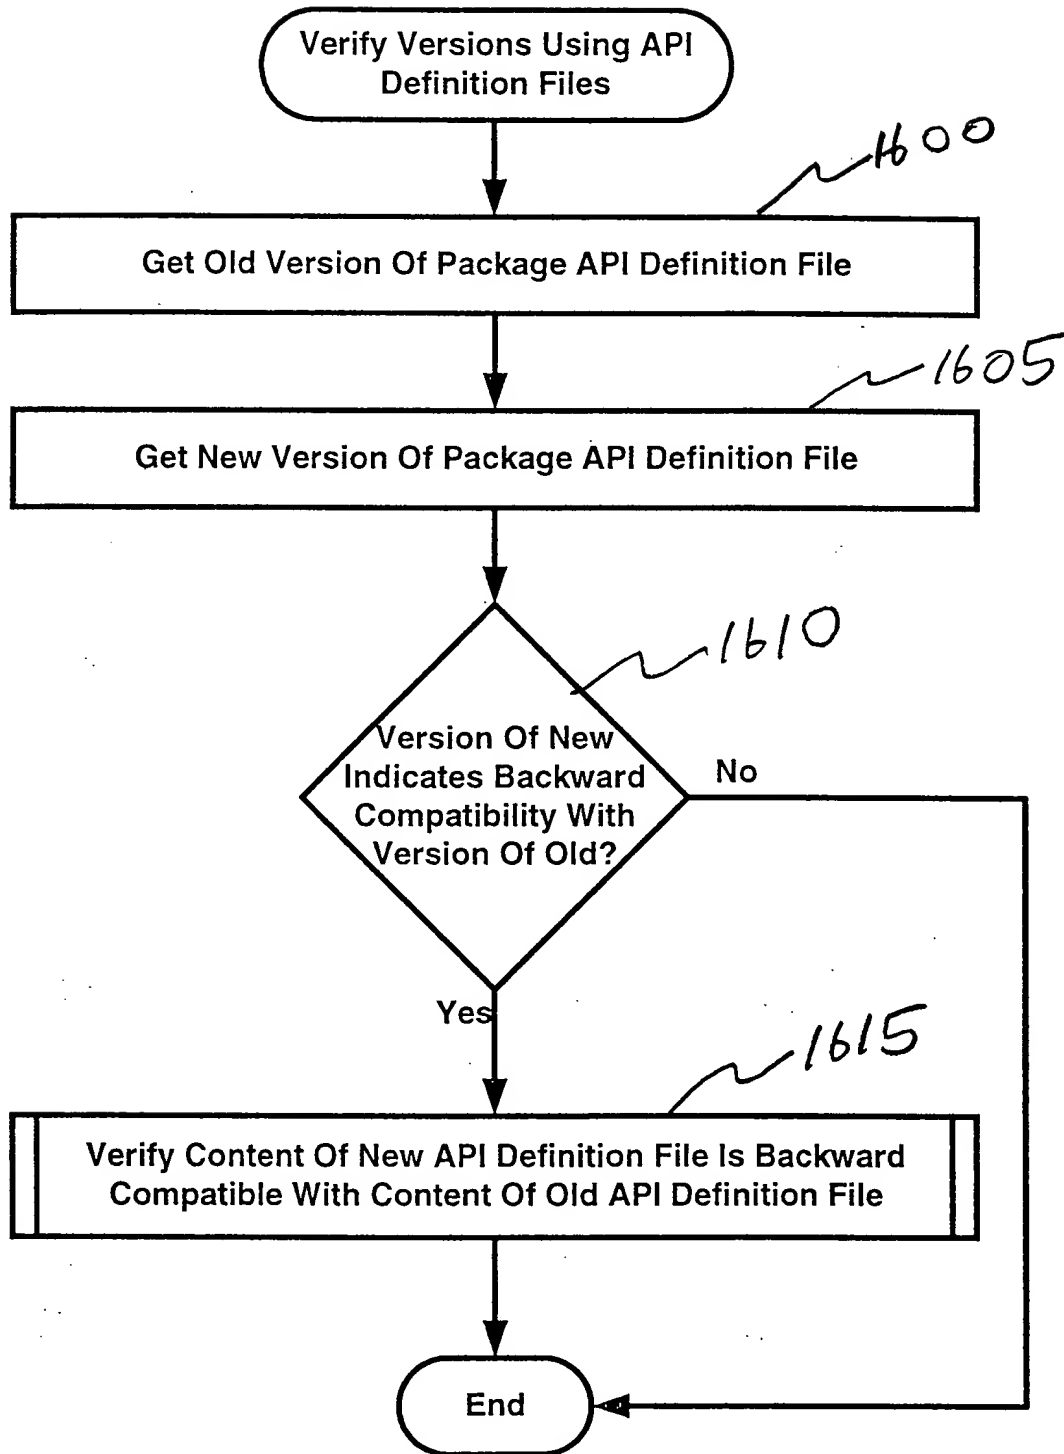 Verify Versions Using API
Definition Files
1600
Get Old Version Of Package API Definition File
1605
Get New Version Of Package API Definition File
1610
Version Of New
Indicates Backward
Compatibility With
Version Of Old?
No
Yes
1615
Verify Content Of New API Definition File Is Backward
Compatible With Content Of Old API Definition File
End